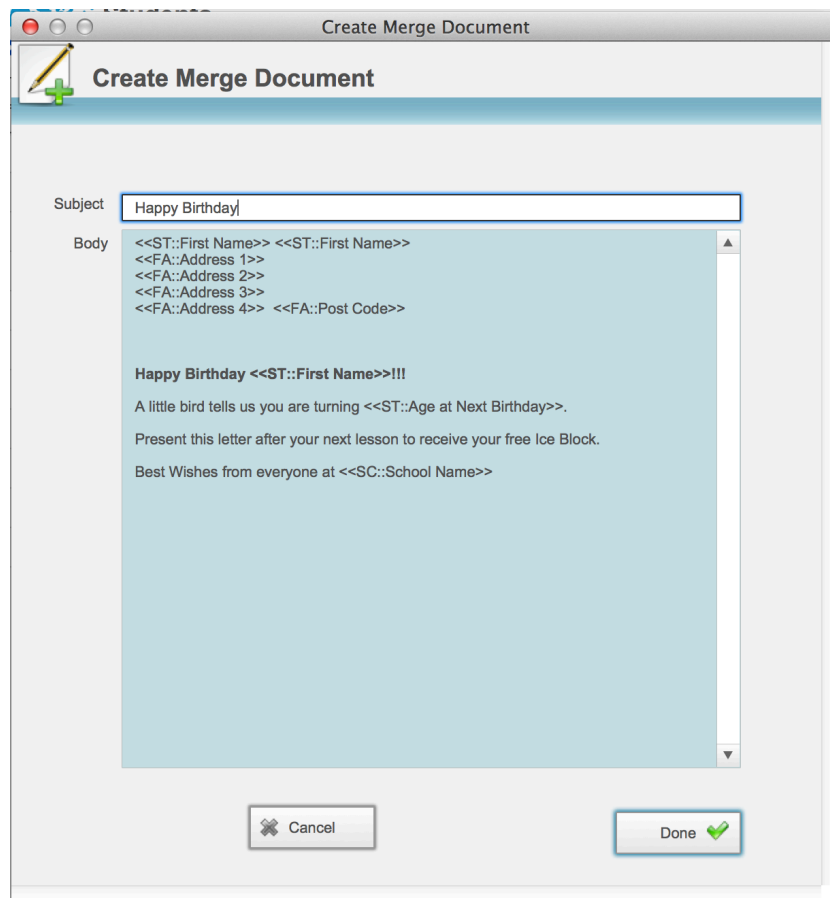 Create Merge Document
Create Merge Document
Subject
Happy Birthday
Body
<<ST::First Name>> <<ST::First Name>>
<<FA::Address 1>>
<<FA::Address 2>>
<<FA::Address 3>>
<<FA::Address 4>>  <<FA::Post Code>>
Happy Birthday <<ST::First Name>>!!!
A little bird tells us you are turning <<ST::Age at Next Birthday>>.
Present this letter after your next lesson to receive your free Ice Block.
Best Wishes from everyone at <<SC::School Name>>
Cancel
Done